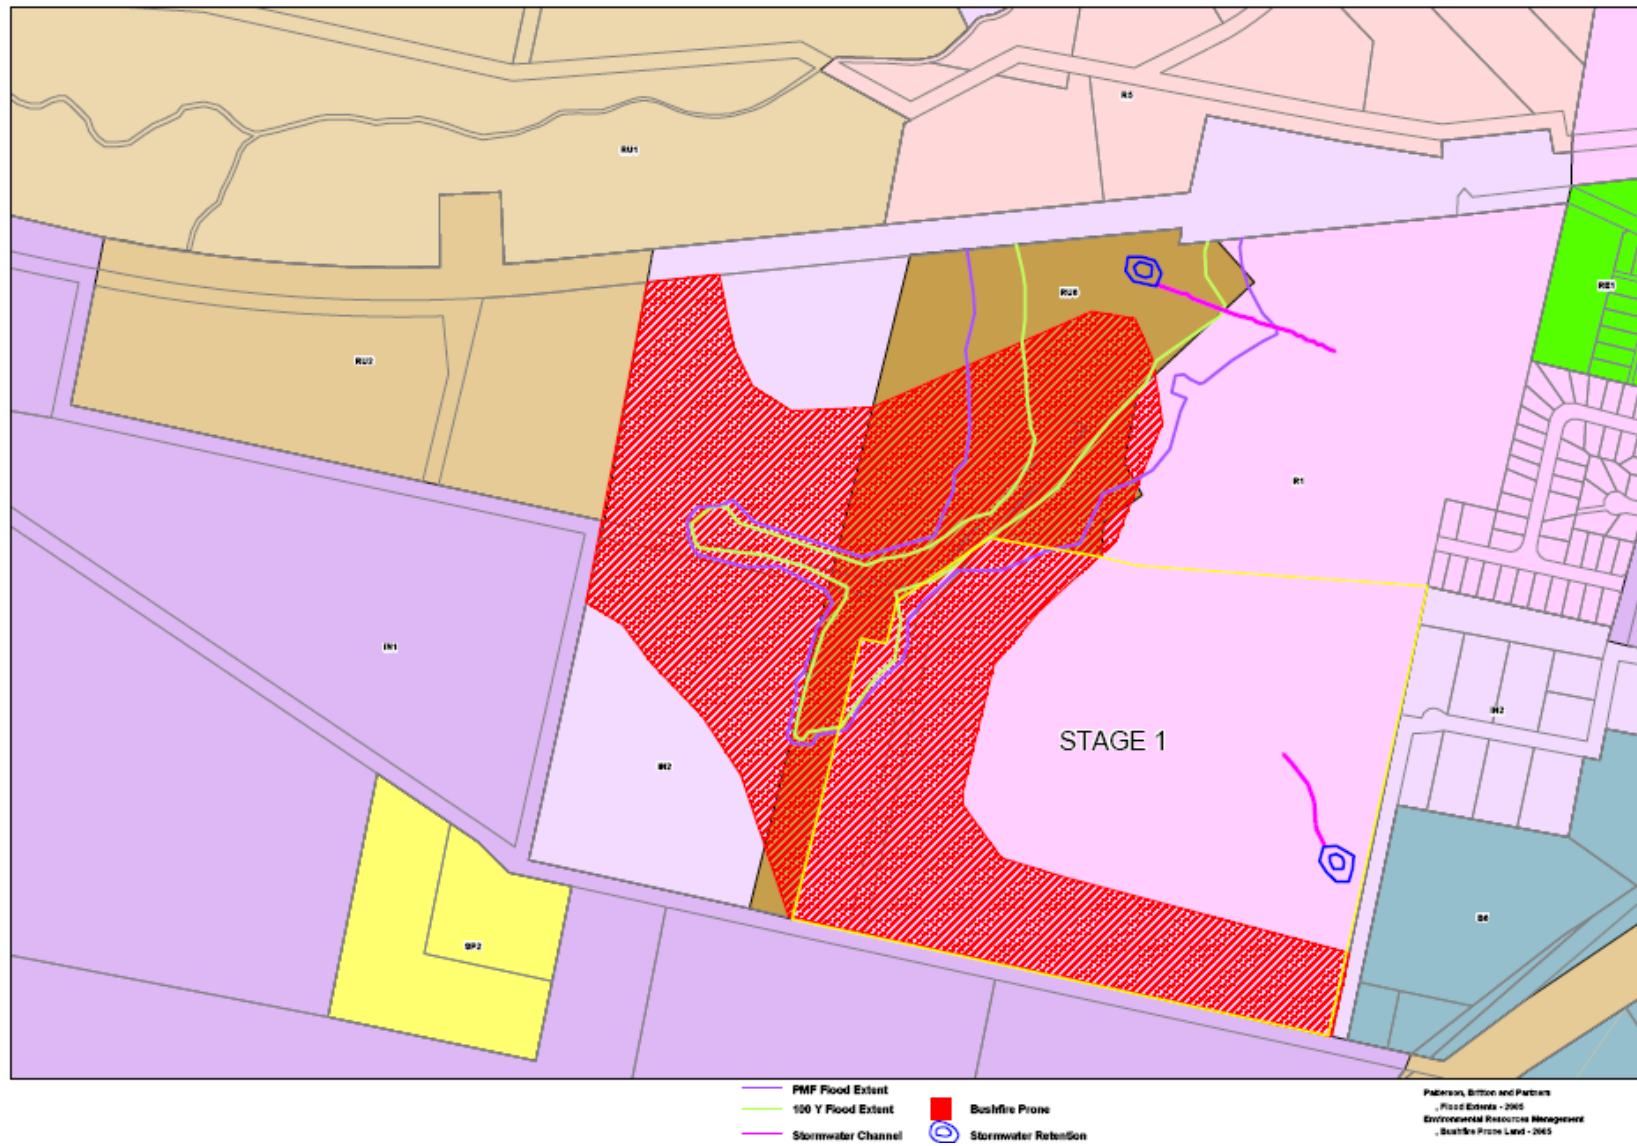 R5
RU1
RU6
RE1
RU2
R1
IN1
IN2
IN2
STAGE 1
B6
SP2
PMF Flood Extent
100 Y Flood Extent
Stormwater Channel
Bushfire Prone
Stormwater Retention
Patterson, Britton and Partners
, Flood Extents - 2005
Environmental Resources Management
, Bushfire Prone Land - 2005